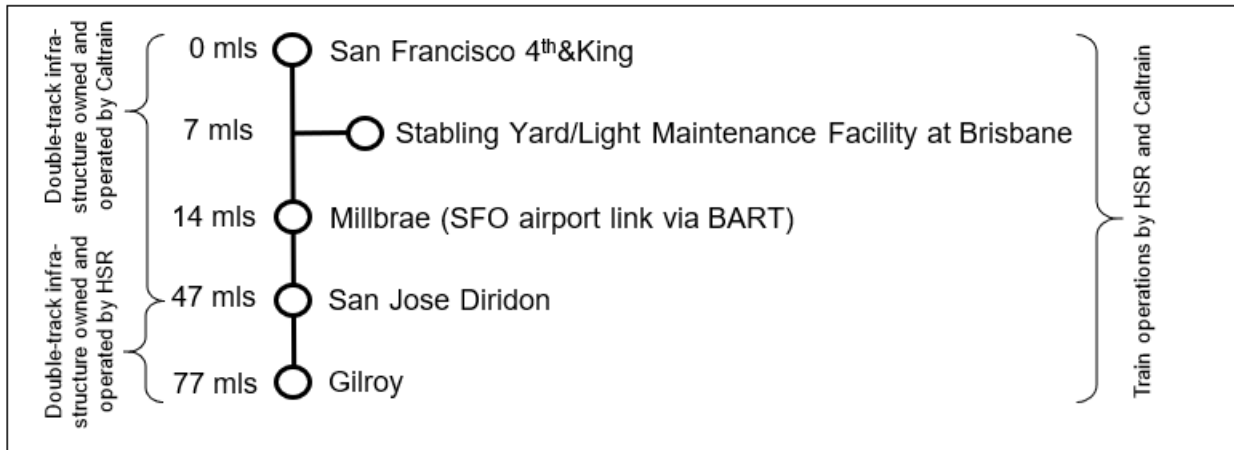 Double-track infra-
structure owned and
operated by Caltrain
0 mls San Francisco 4th&King
7 mls Stabling Yard/Light Maintenance Facility at Brisbane
14 mls Millbrae (SFO airport link via BART)
Double-track infra-
structure owned and
operated by HSR
47 mls San Jose Diridon
77 mls Gilroy
Train operations by HSR and Caltrain